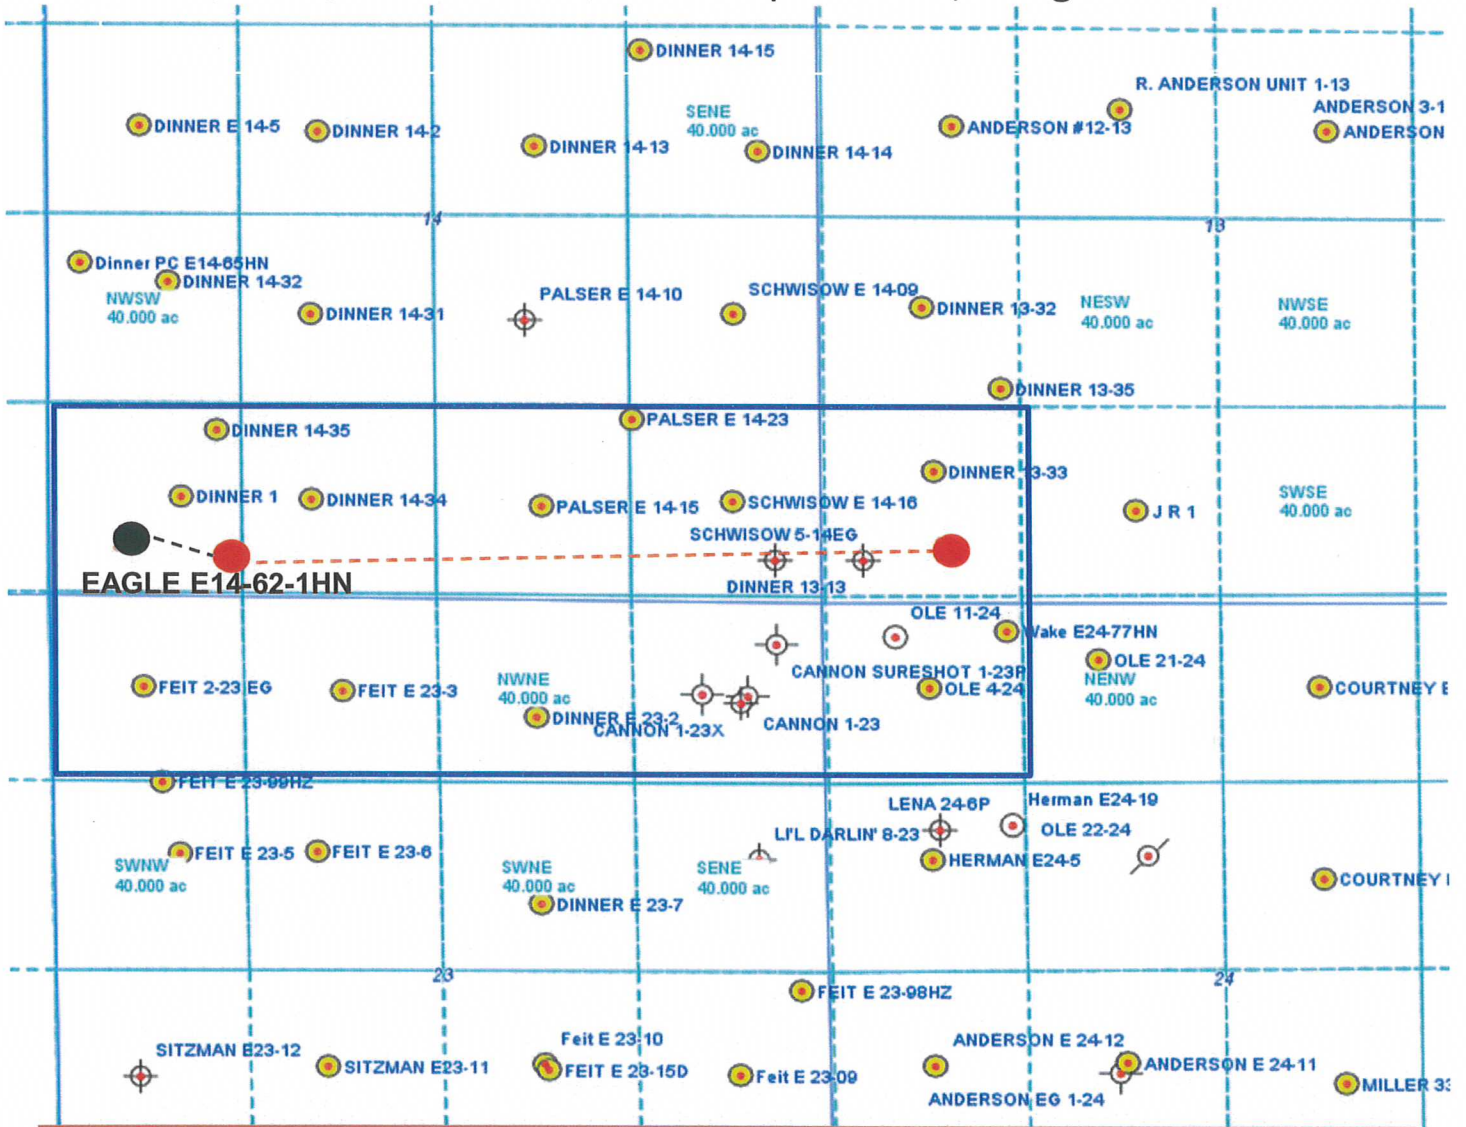 DINNER 14-15
R. ANDERSON UNIT 1-13
SENE
40.000 ac
ANDERSON 3-1
DINNER E 14-5
DINNER 14-2
DINNER 14-13
DINNER 14-14
ANDERSON #12-13
ANDERSON
14
13
Dinner PC E14-65HN
DINNER 14-32
NWSW
40.000 ac
DINNER 14-31
PALSER E 14-10
SCHWISOW E 14-09
DINNER 13-32
NESW
40.000 ac
NWSE
40.000 ac
DINNER 13-35
DINNER 14-35
PALSER E 14-23
DINNER 13-33
DINNER 1
DINNER 14-34
PALSER E 14-15
SCHWISOW E 14-16
J R 1
SWSE
40.000 ac
SCHWISOW 5-14EG
EAGLE E14-62-1HN
DINNER 13-13
OLE 11-24
Wake E24-77HN
OLE 21-24
CANNON SURESHOT 1-23P
FEIT 2-23 EG
FEIT E 23-3
NWNE
40.000 ac
OLE 4-24
NENW
40.000 ac
COURTNEY E
DINNER E 23-2
CANNON 1-23X
CANNON 1-23
FEIT E 23-99HZ
LENA 24-6P
Herman E24-19
LI'L DARLIN' 8-23
OLE 22-24
FEIT E 23-5
FEIT E 23-6
HERMAN E24-5
SWNW
40.000 ac
SWNE
40.000 ac
SENE
40.000 ac
COURTNEY
DINNER E 23-7
23
24
FEIT E 23-98HZ
SITZMAN E23-12
Feit E 23-10
ANDERSON E 24-12
SITZMAN E23-11
FEIT E 23-15D
Feit E 23-09
ANDERSON E 24-11
ANDERSON EG 1-24
MILLER 33